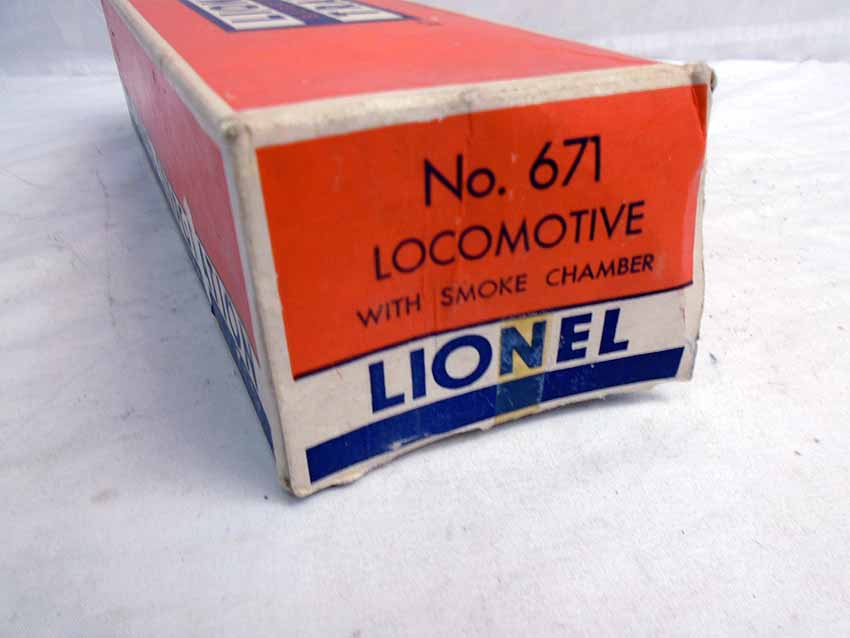 No. 671
LOCOMOTIVE
WITH SMOKE CHAMBER
LIONEL